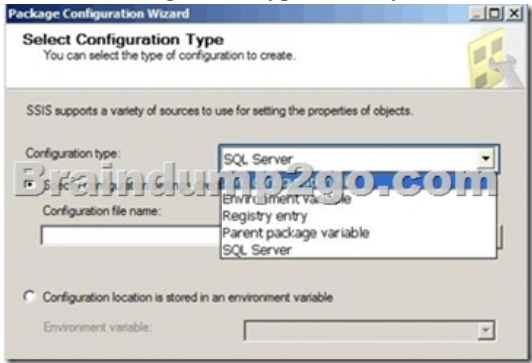 Package Configuration Wizard
Select Configuration Type
You can select the type of configuration to create.
SSIS supports a variety of sources to use for setting the properties of objects.
Configuration type:
SQL Server
Braindump2go.com
Environment variable
Configuration file name:
Registry entry
Parent package variable
SQL Server
Configuration location is stored in an environment variable
Environment variable: